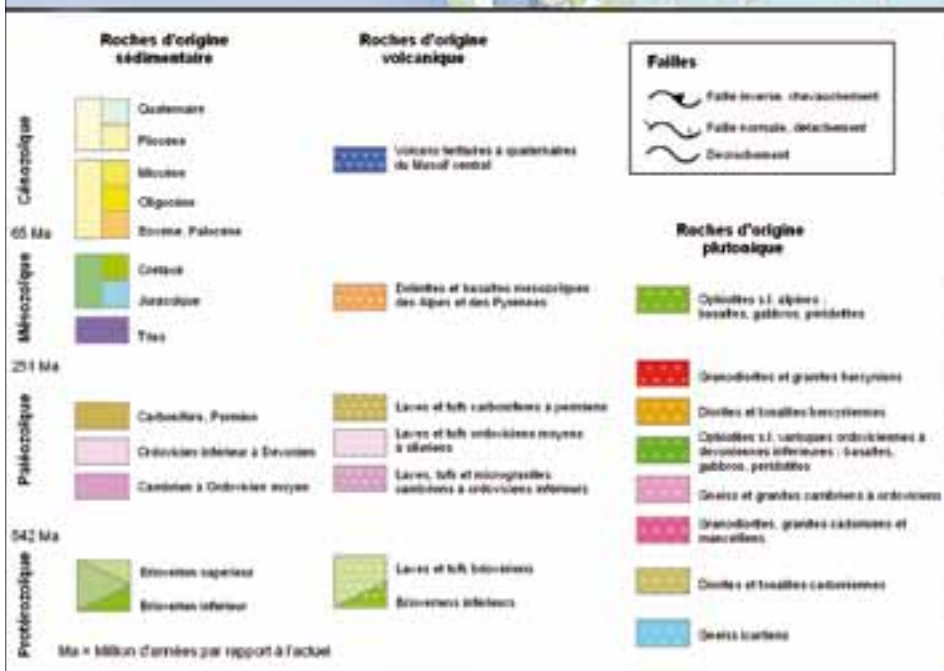 Roches d'origine
sédimentaire
Cénozoïque
Quaternaire
Pliocène
Miocène
Oligocène
Eocène, Paléocène
65 Ma
Mésozoïque
Crétacé
Jurassique
Trias
251 Ma
Paléozoïque
Carbonifère, Permien
Ordovicien inférieur à Dévonien
Cambrien à Ordovicien moyen
542 Ma
Protérozoïque
Briovérien supérieur
Briovérien inférieur
Ma = Million d'années par rapport à l'actuel
Roches d'origine
volcanique
Volcans tertiaires à quaternaires
du Massif central
Dolérites et basaltes mésozoïques
des Alpes et des Pyrénées
Laves et tufs carbonifères à permiens
Laves et tufs ordoviciens moyens
à siluriens
Laves, tufs et microgranites
cambriens à ordoviciens inférieurs
Laves et tufs briovériens
Briovériens inférieurs
Failles
Faille inverse, chevauchement
Faille normale, détachement
Décrochement
Roches d'origine
plutonique
Ophiolites s.l. alpines :
basaltes, gabbros, péridotites
Granodiorites et granites hercyniens
Diorites et tonalites hercyniennes
Ophiolites s.l. varisques ordoviciennes à
dévoniennes inférieures : basaltes,
gabbros, péridotites
Gneiss et granites cambriens à ordoviciens
Granodiorites, granites cadomiens et
mancelliens
Diorites et tonalites cadomiennes
Gneiss icartiens